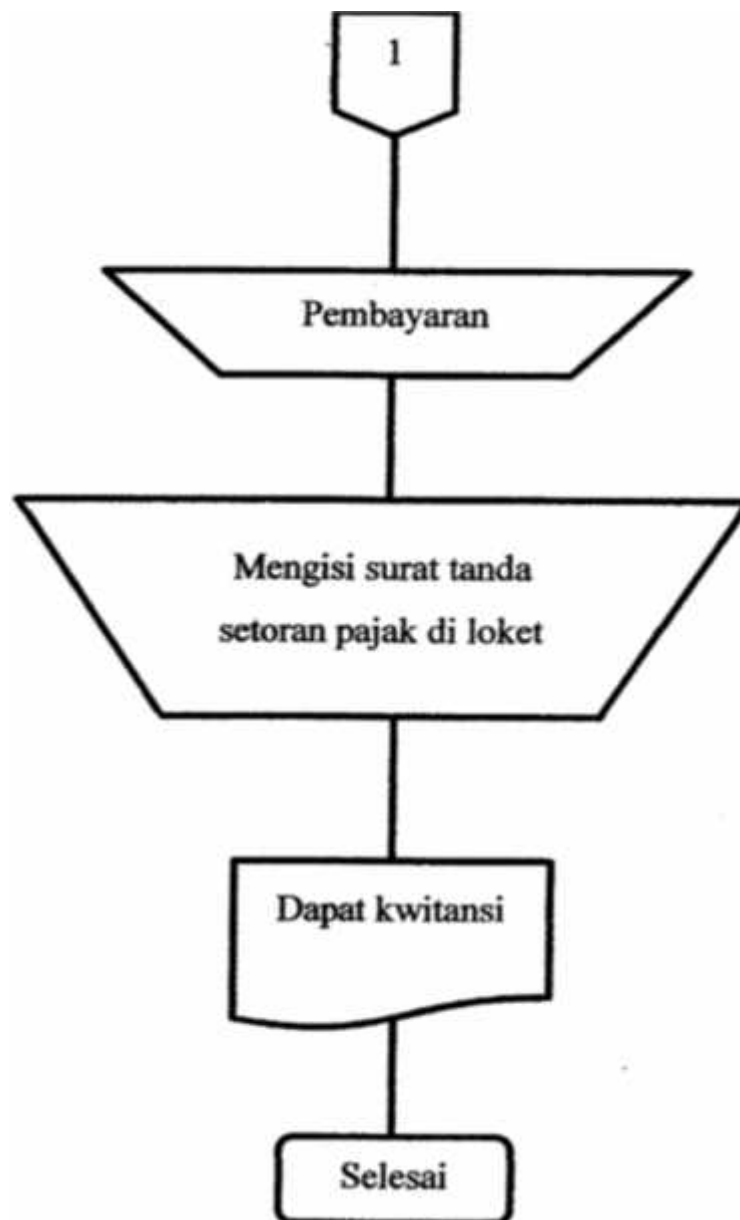 1
Pembayaran
Mengisi surat tanda
setoran pajak di loket
Dapat kwitansi
Selesai